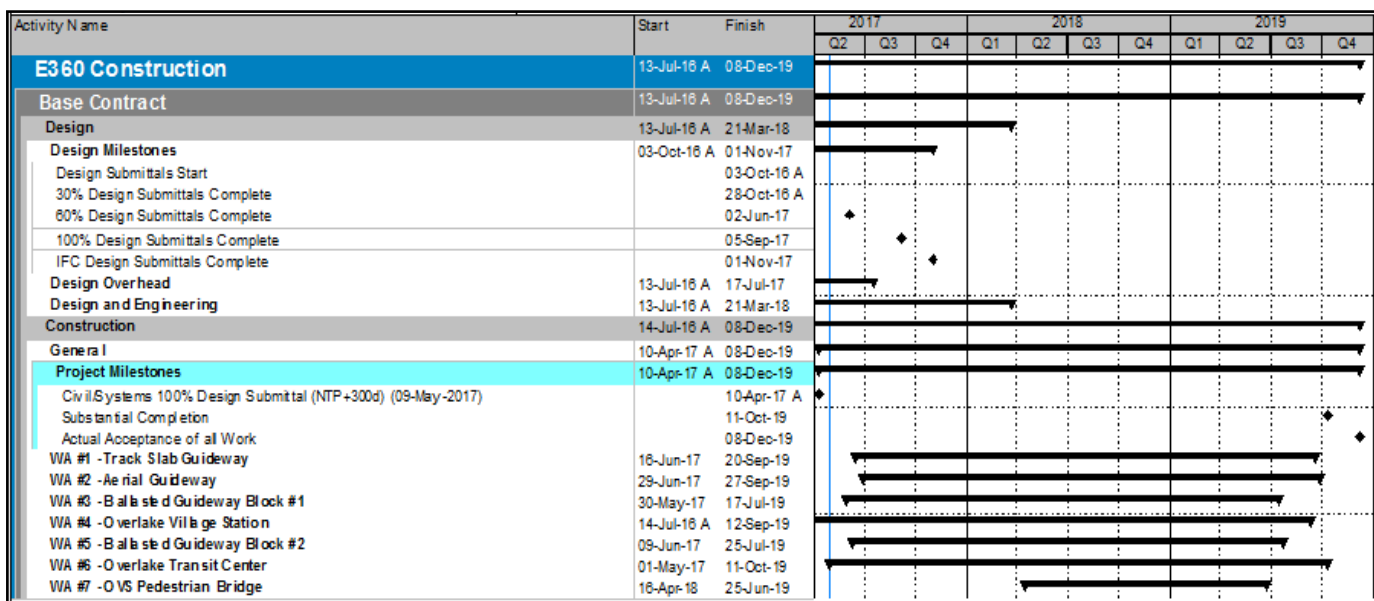 Activity Name Start Finish 2017 2018 2019
Q2 Q3 Q4 Q1 Q2 Q3 Q4 Q1 Q2 Q3 Q4
E360 Construction 13-Jul-16 A 08-Dec-19
Base Contract 13-Jul-16 A 08-Dec-19
Design 13-Jul-16 A 21-Mar-18
Design Milestones 03-Oct-16 A 01-Nov-17
Design Submittals Start 03-Oct-16 A
30% Design Submittals Complete 28-Oct-16 A
60% Design Submittals Complete 02-Jun-17
100% Design Submittals Complete 05-Sep-17
IFC Design Submittals Complete 01-Nov-17
Design Overhead 13-Jul-16 A 17-Jul-17
Design and Engineering 13-Jul-16 A 21-Mar-18
Construction 14-Jul-16 A 08-Dec-19
General 10-Apr-17 A 08-Dec-19
Project Milestones 10-Apr-17 A 08-Dec-19
Civil/Systems 100% Design Submittal (NTP+300d) (09-May-2017) 10-Apr-17 A
Substantial Completion 11-Oct-19
Actual Acceptance of all Work 08-Dec-19
WA #1 -Track Slab Guideway 16-Jun-17 20-Sep-19
WA #2 -Aerial Guideway 29-Jun-17 27-Sep-19
WA #3 -Ballasted Guideway Block #1 30-May-17 17-Jul-19
WA #4 -Overlake Village Station 14-Jul-16 A 12-Sep-19
WA #5 -Ballasted Guideway Block #2 09-Jun-17 25-Jul-19
WA #6 -Overlake Transit Center 01-May-17 11-Oct-19
WA #7 -OVS Pedestrian Bridge 16-Apr-18 25-Jun-19